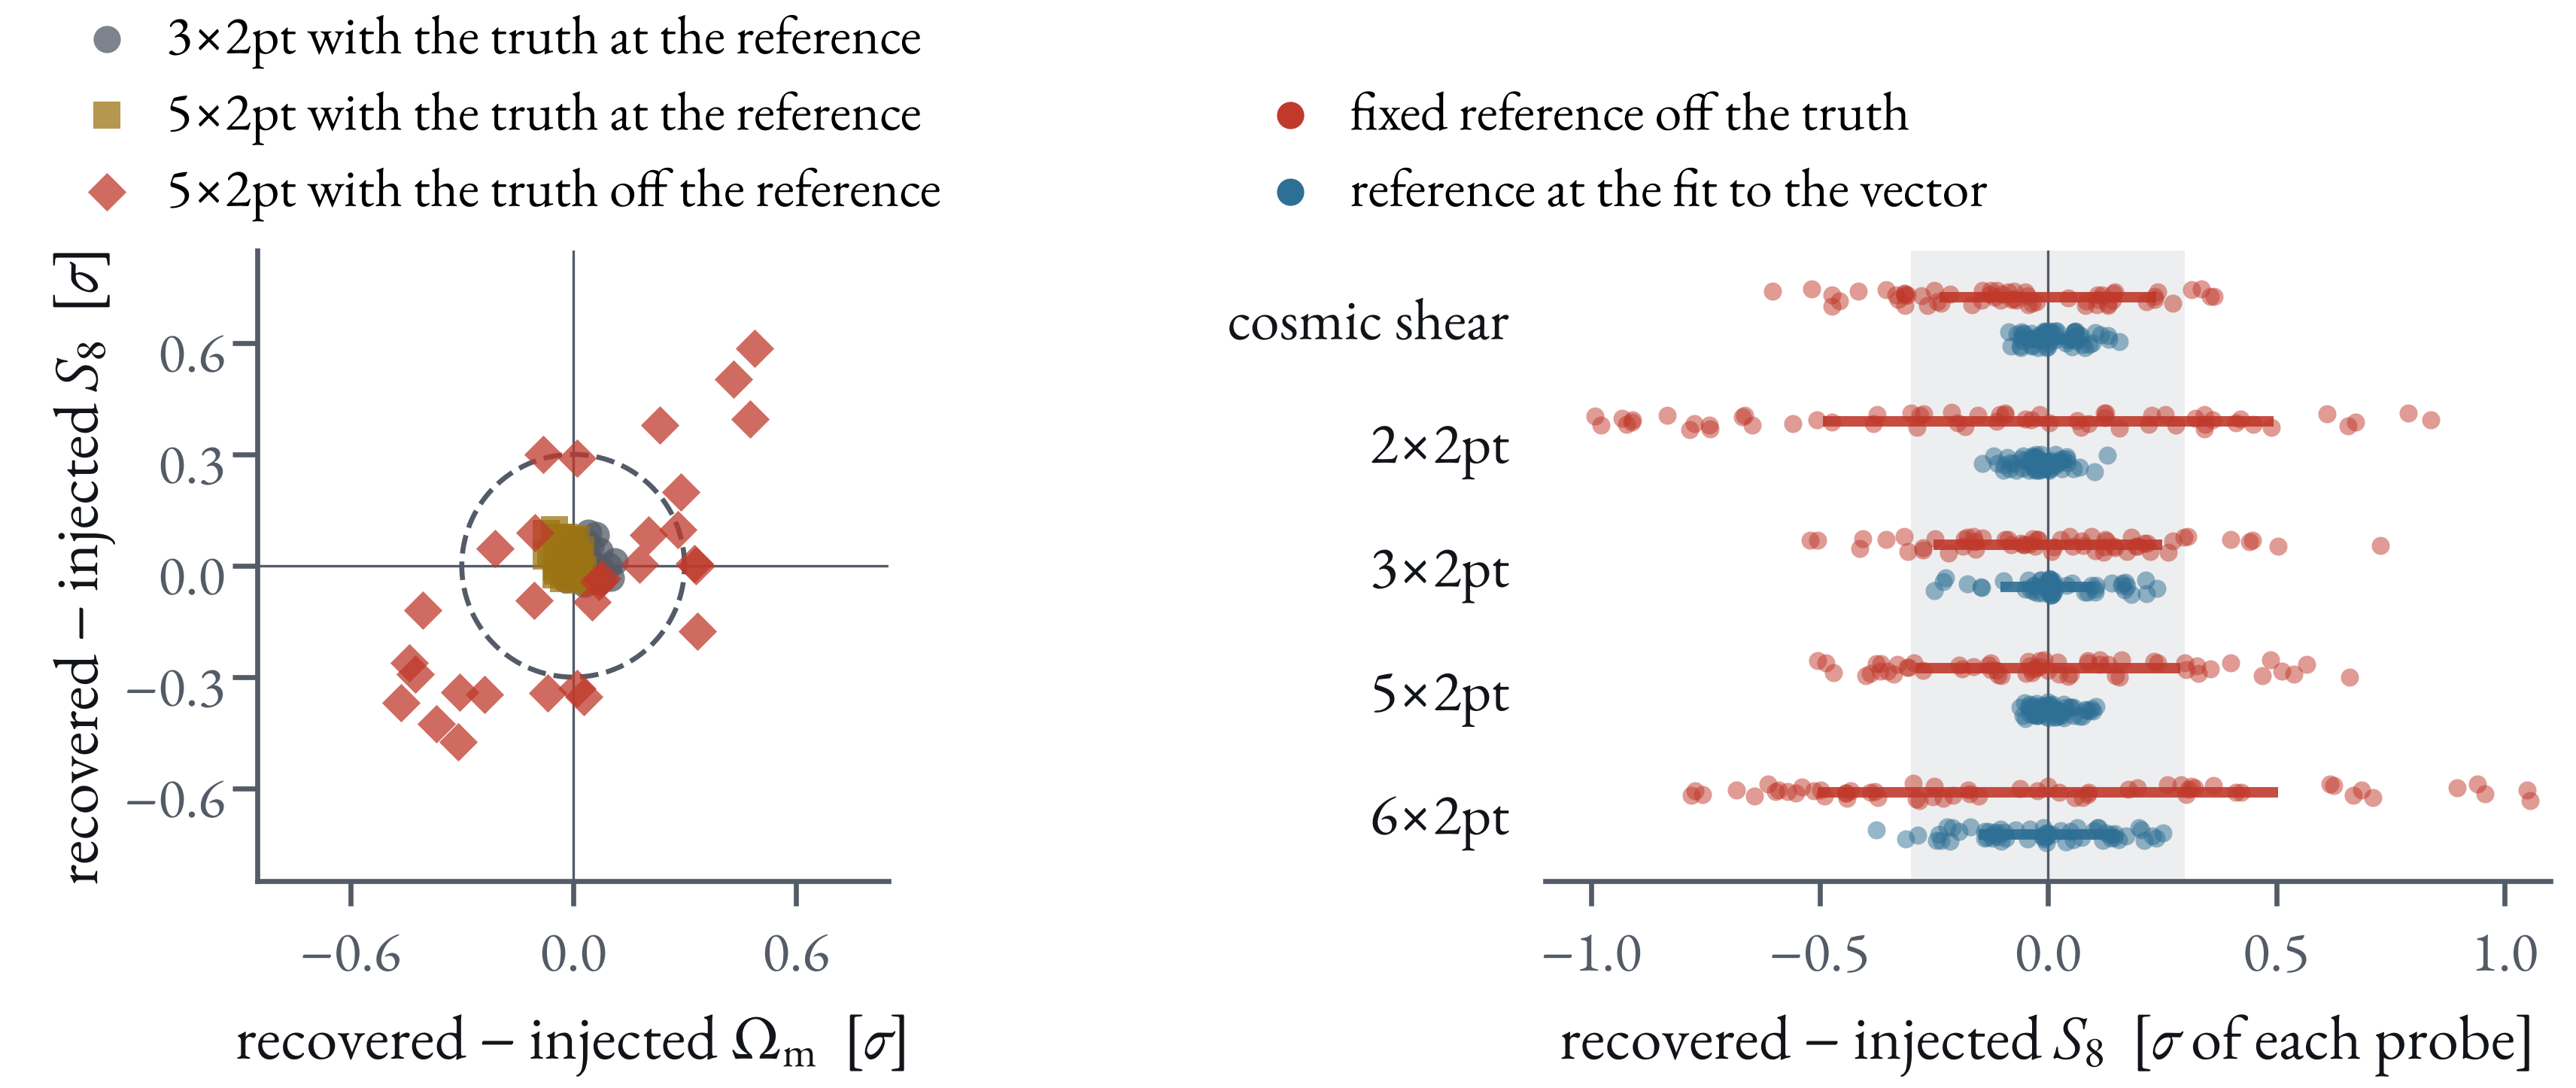 3×2pt with the truth at the reference
5×2pt with the truth at the reference
5×2pt with the truth off the reference
recovered − injected S₈ [σ]
0.6
0.3
0.0
−0.3
−0.6
−0.6
0.0
0.6
recovered − injected Ωₘ [σ]
fixed reference off the truth
reference at the fit to the vector
cosmic shear
2×2pt
3×2pt
5×2pt
6×2pt
−1.0
−0.5
0.0
0.5
1.0
recovered − injected S₈ [σ of each probe]